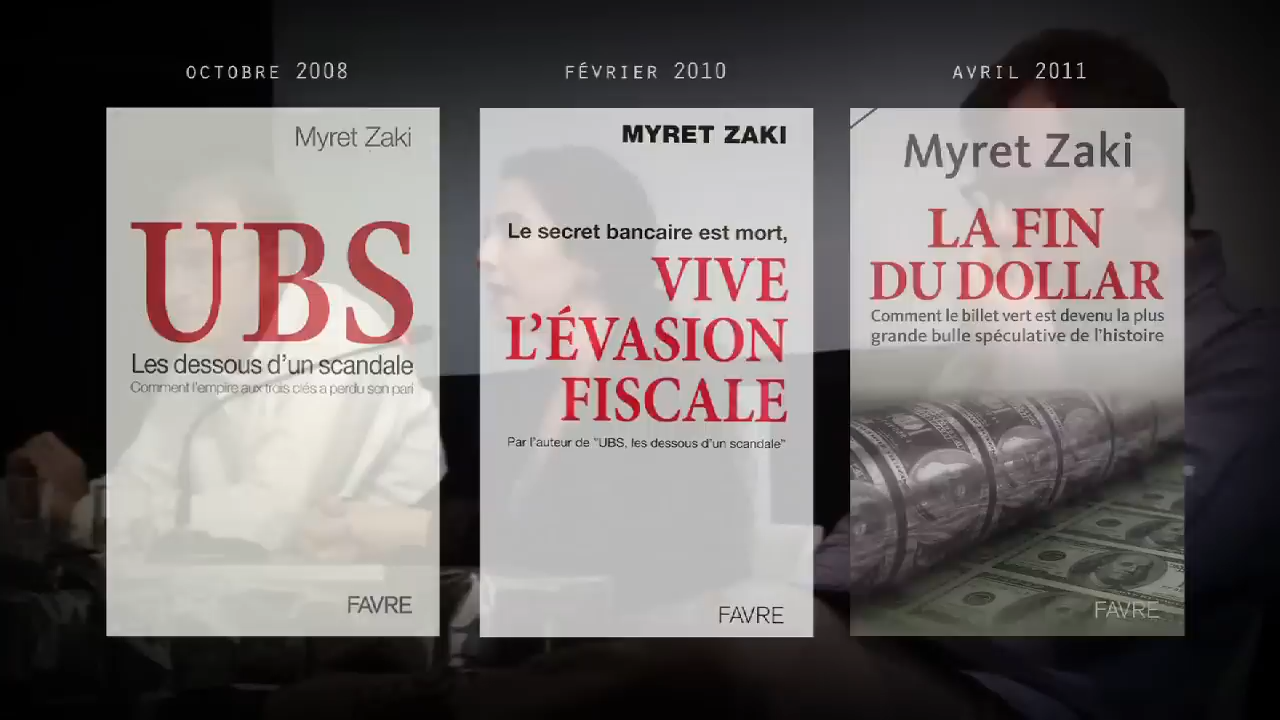 OCTOBRE 2008
Myret Zaki
UBS
Les dessous d'un scandale
Comment l'empire aux trois clés a perdu son pari
FAVRE
FÉVRIER 2010
MYRET ZAKI
Le secret bancaire est mort,
VIVE
L'ÉVASION
FISCALE
Par l'auteur de "UBS, les dessous d'un scandale"
FAVRE
AVRIL 2011
Myret Zaki
LA FIN
DU DOLLAR
Comment le billet vert est devenu la plus
grande bulle spéculative de l'histoire
FAVRE